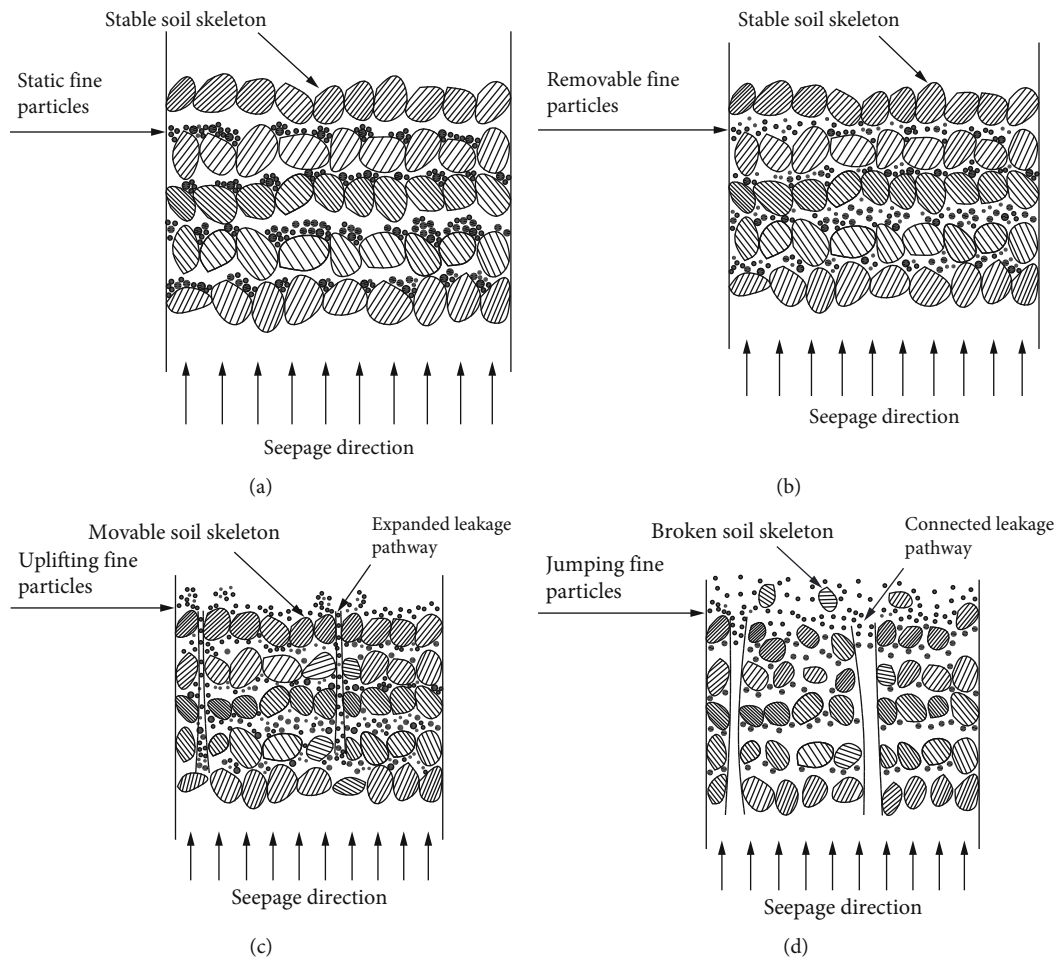 Stable soil skeleton
Static fine
particles
Seepage direction
(a)
Stable soil skeleton
Removable fine
particles
Seepage direction
(b)
Movable soil skeleton
Expanded leakage
pathway
Uplifting fine
particles
Seepage direction
(c)
Broken soil skeleton
Connected leakage
pathway
Jumping fine
particles
Seepage direction
(d)